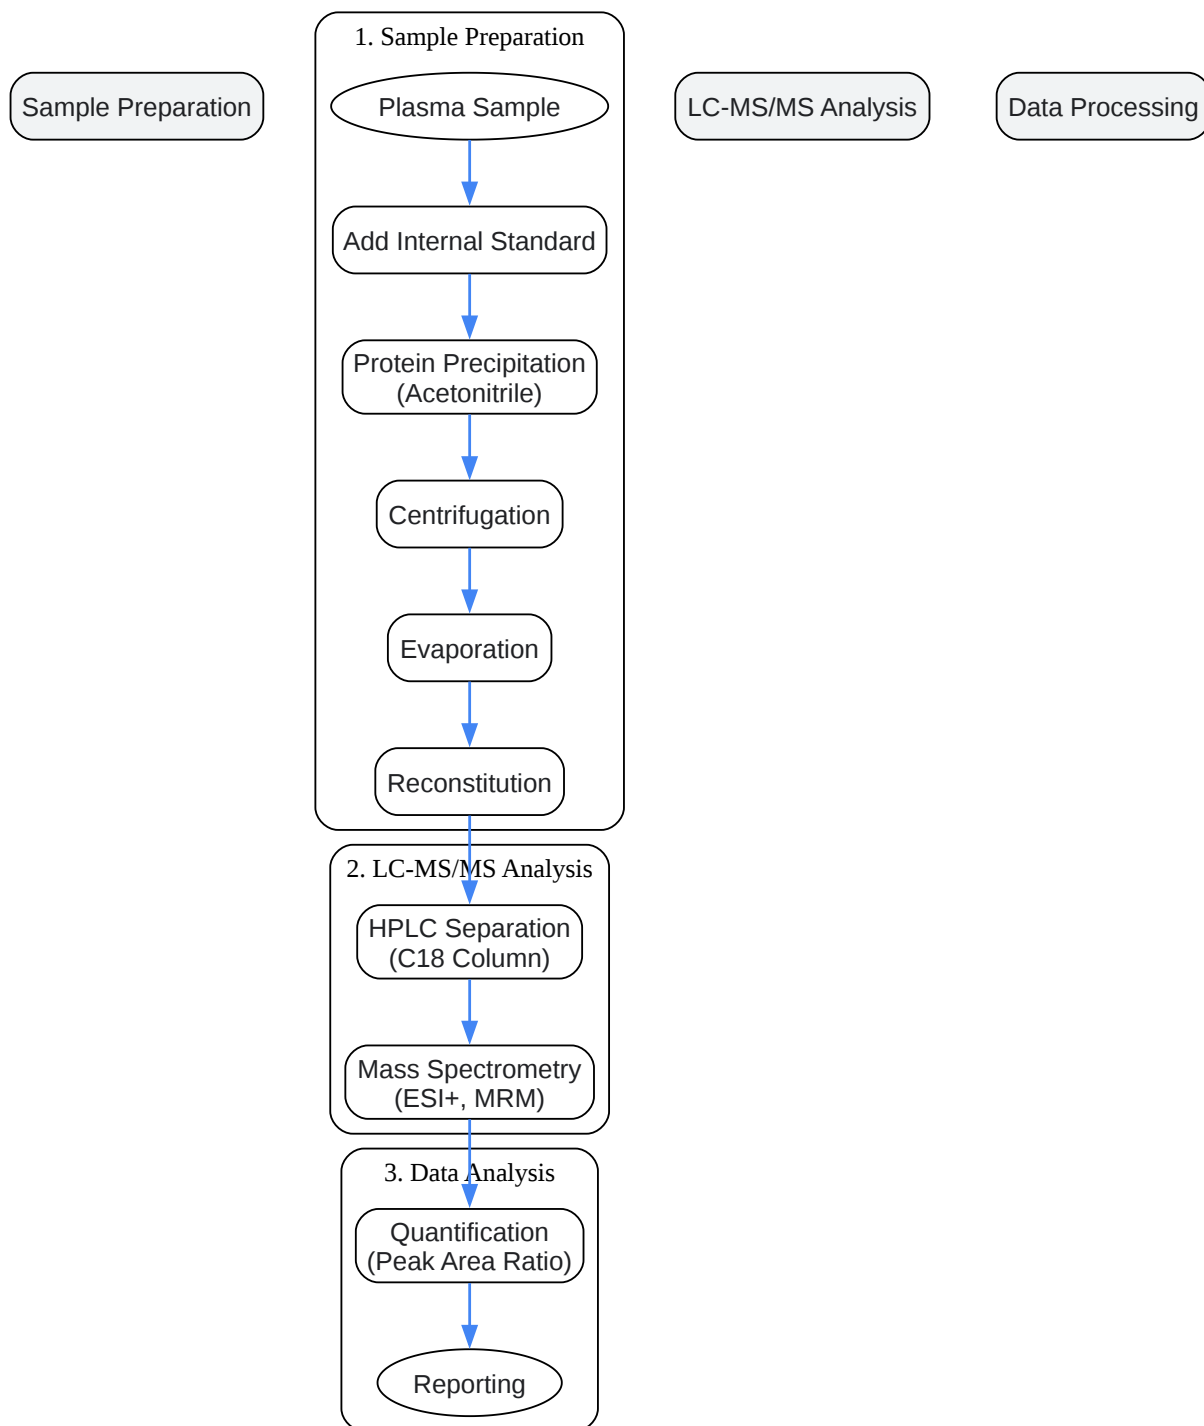 1. Sample Preparation
Sample Preparation
Plasma Sample
LC-MS/MS Analysis
Data Processing
Add Internal Standard
Protein Precipitation
(Acetonitrile)
Centrifugation
Evaporation
Reconstitution
2. LC-MS/MS Analysis
HPLC Separation
(C18 Column)
Mass Spectrometry
(ESI+, MRM)
3. Data Analysis
Quantification
(Peak Area Ratio)
Reporting